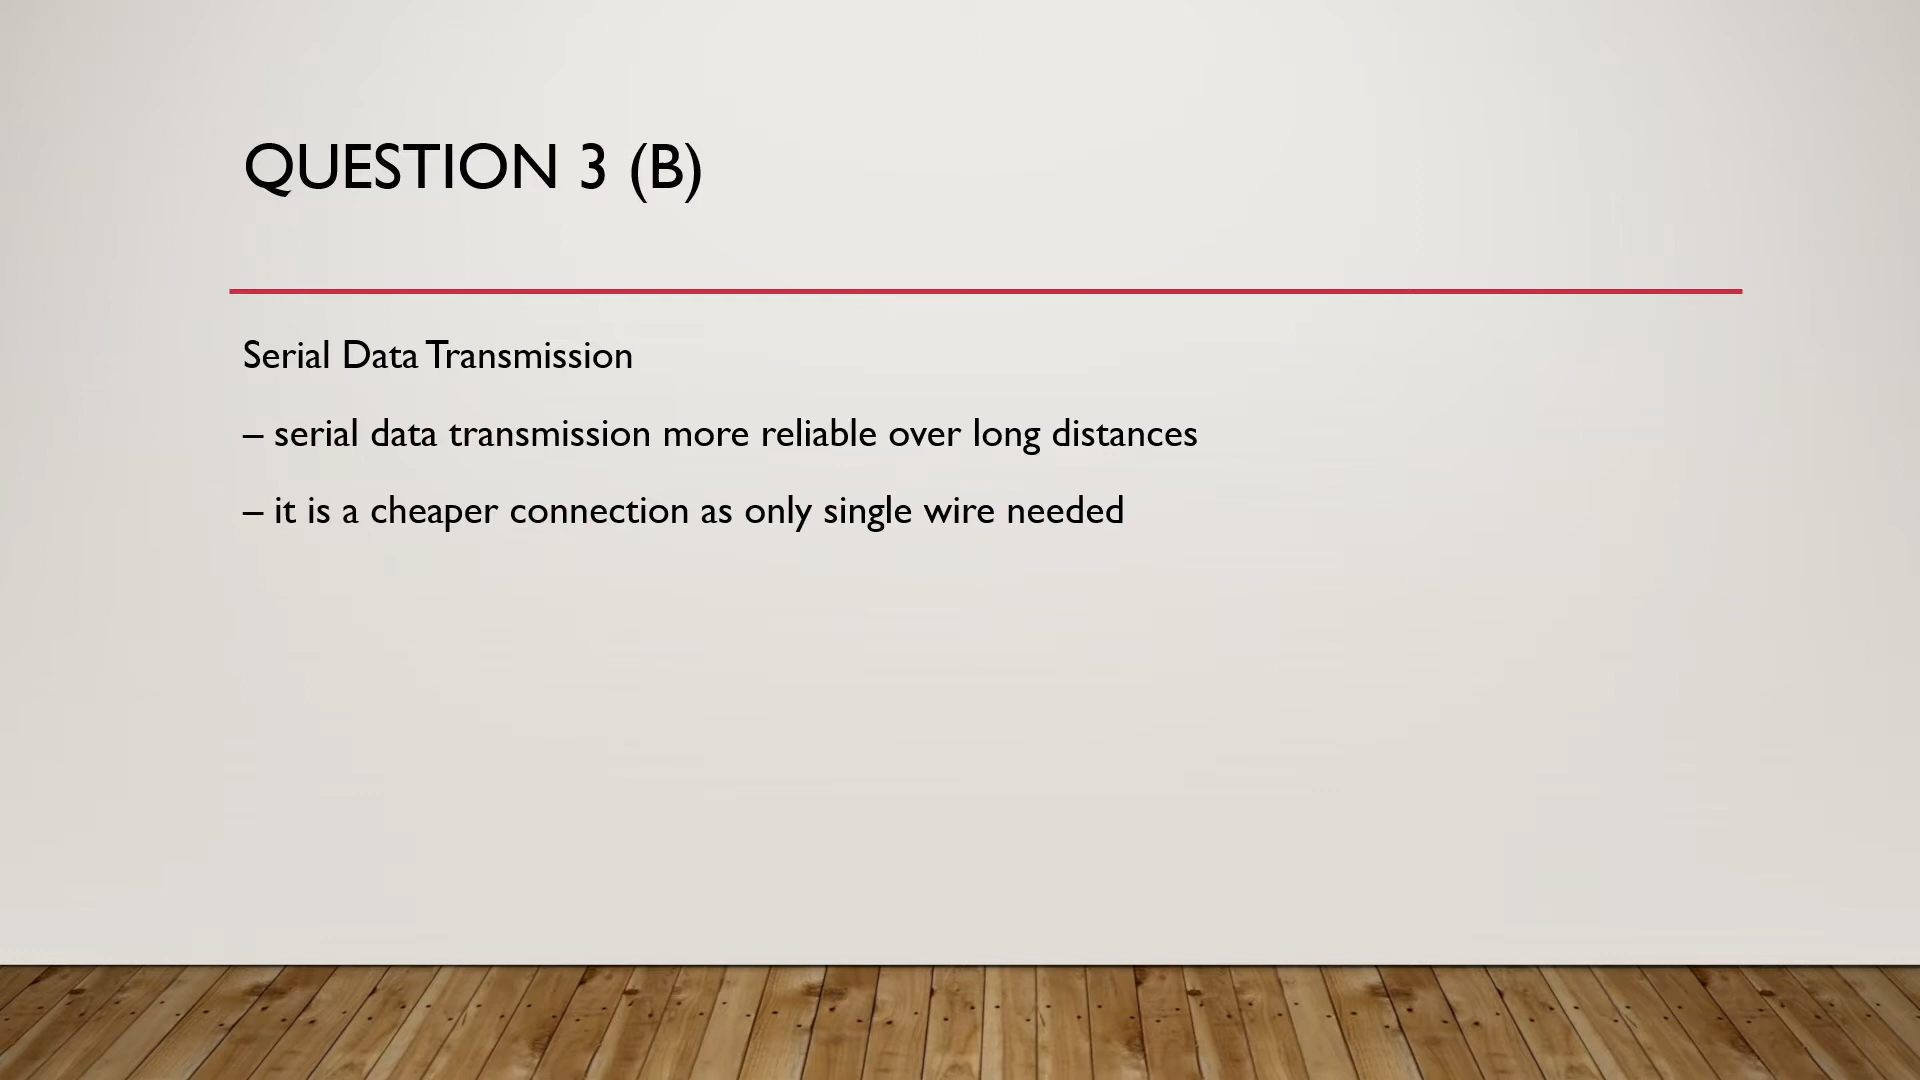 QUESTION 3 (B)
Serial Data Transmission
– serial data transmission more reliable over long distances
– it is a cheaper connection as only single wire needed